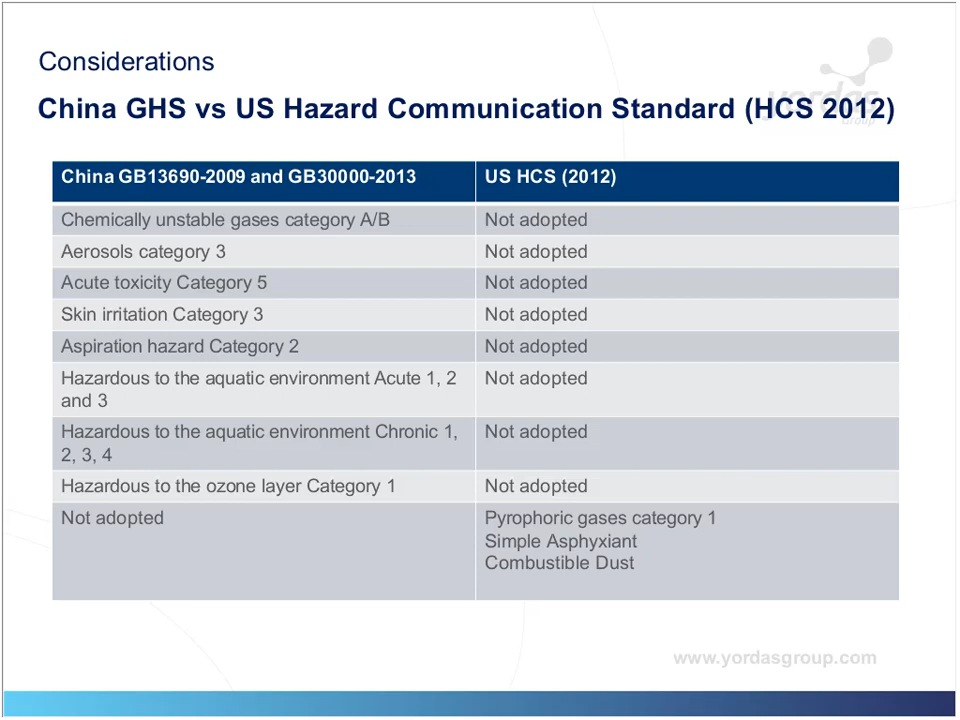 Considerations
yordas
group
China GHS vs US Hazard Communication Standard (HCS 2012)
China GB13690-2009 and GB30000-2013
US HCS (2012)
Chemically unstable gases category A/B
Not adopted
Aerosols category 3
Not adopted
Acute toxicity Category 5
Not adopted
Skin irritation Category 3
Not adopted
Aspiration hazard Category 2
Not adopted
Hazardous to the aquatic environment Acute 1, 2
and 3
Not adopted
Hazardous to the aquatic environment Chronic 1,
2, 3, 4
Not adopted
Hazardous to the ozone layer Category 1
Not adopted
Not adopted
Pyrophoric gases category 1
Simple Asphyxiant
Combustible Dust
www.yordasgroup.com